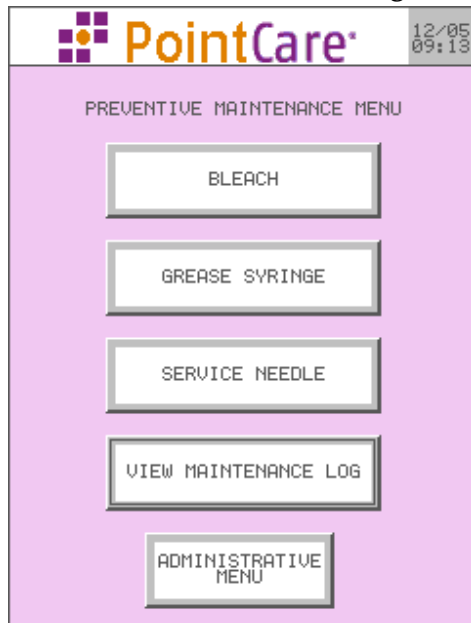 PointCare
12/05
09:13
PREVENTIVE MAINTENANCE MENU
BLEACH
GREASE SYRINGE
SERVICE NEEDLE
VIEW MAINTENANCE LOG
ADMINISTRATIVE
MENU